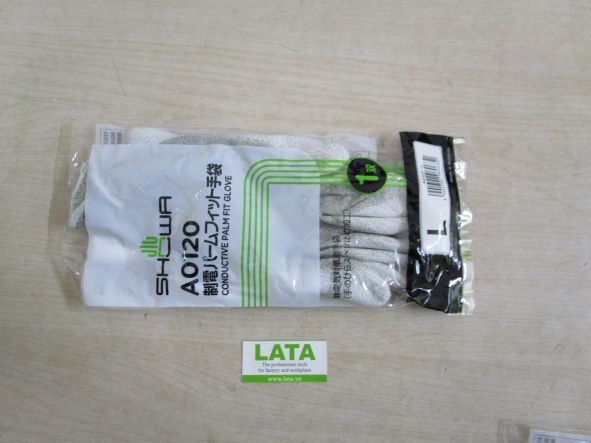 SHOWA
A0120
制電パームフィット手袋
CONDUCTIVE PALM FIT GLOVE
1双
L
LATA
The professional tools
for factory and workplace
www.lata.vn